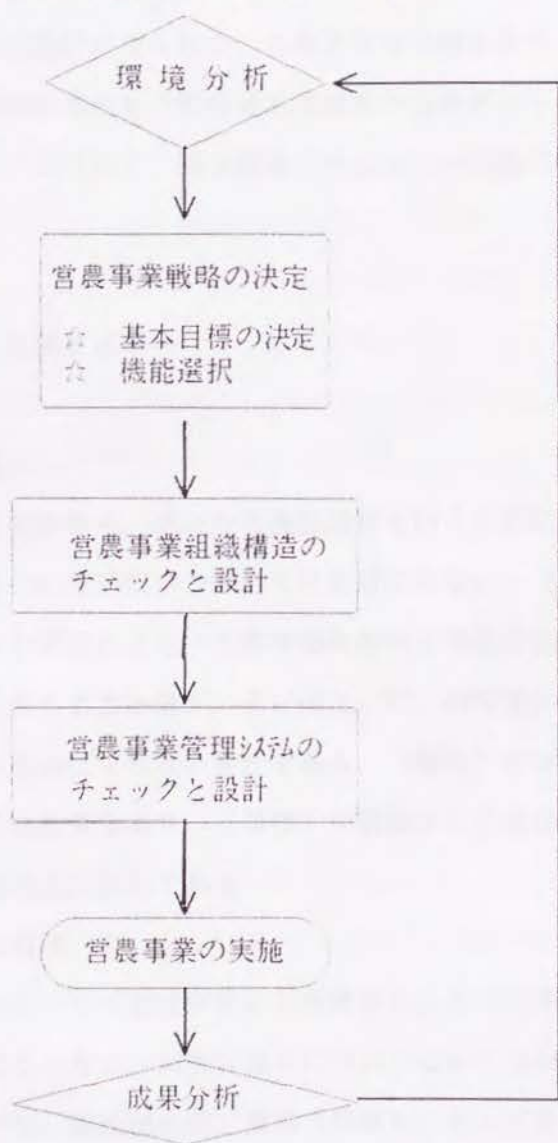 環境分析
営農事業戦略の決定
☆ 基本目標の決定
☆ 機能選択
営農事業組織構造の
チェックと設計
営農事業管理システムの
チェックと設計
営農事業の実施
成果分析